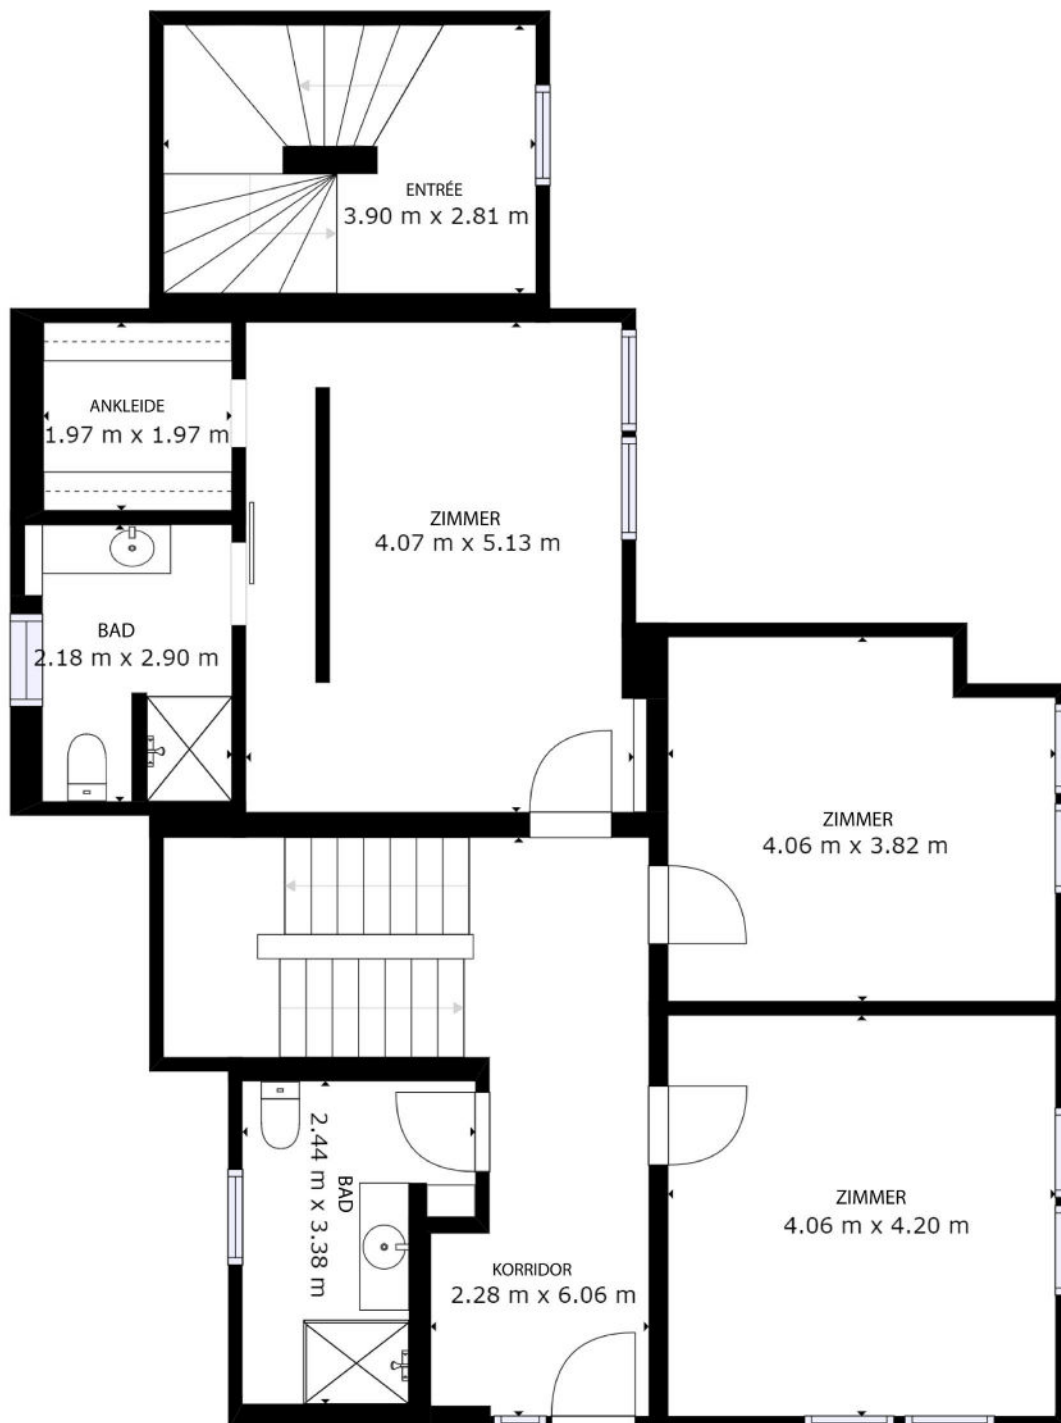 ENTRÉE
3.90 m x 2.81 m
ANKLEIDE
1.97 m x 1.97 m
ZIMMER
4.07 m x 5.13 m
BAD
2.18 m x 2.90 m
ZIMMER
4.06 m x 3.82 m
BAD
2.44 m x 3.38 m
ZIMMER
4.06 m x 4.20 m
KORRIDOR
2.28 m x 6.06 m